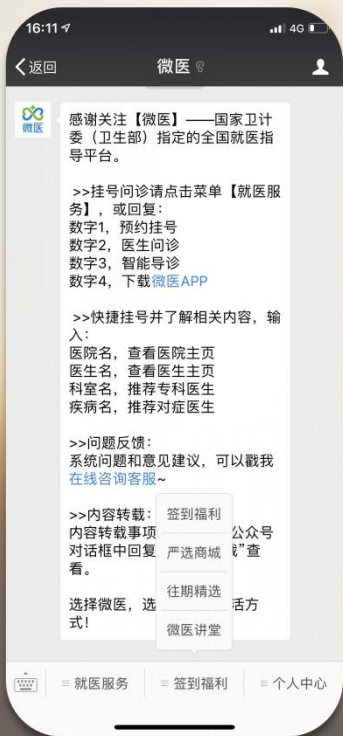 16:11
4G
返回
微医
微医
感谢关注【微医】——国家卫计
委（卫生部）指定的全国就医指
导平台。
>>挂号问诊请点击菜单【就医服
务】，或回复：
数字1，预约挂号
数字2，医生问诊
数字3，智能导诊
数字4，下载微医APP
>>快捷挂号并了解相关内容，输
入：
医院名，查看医院主页
医生名，查看医生主页
科室名，推荐专科医生
疾病名，推荐对症医生
>>问题反馈：
系统问题和意见建议，可以戳我
在线咨询客服~
>>内容转载：
内容转载事项 公众号
对话框中回复 ”查
看。
选择微医，选 活方
式！
签到福利
严选商城
往期精选
微医讲堂
就医服务
签到福利
个人中心